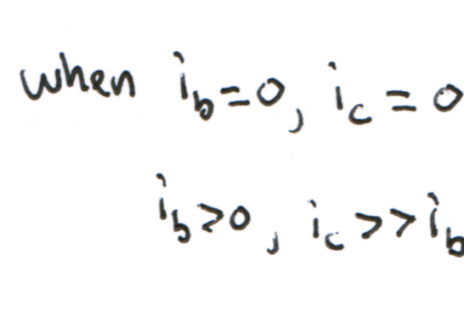 when i_b=0, i_c=0
i_b>0, i_c>>i_b